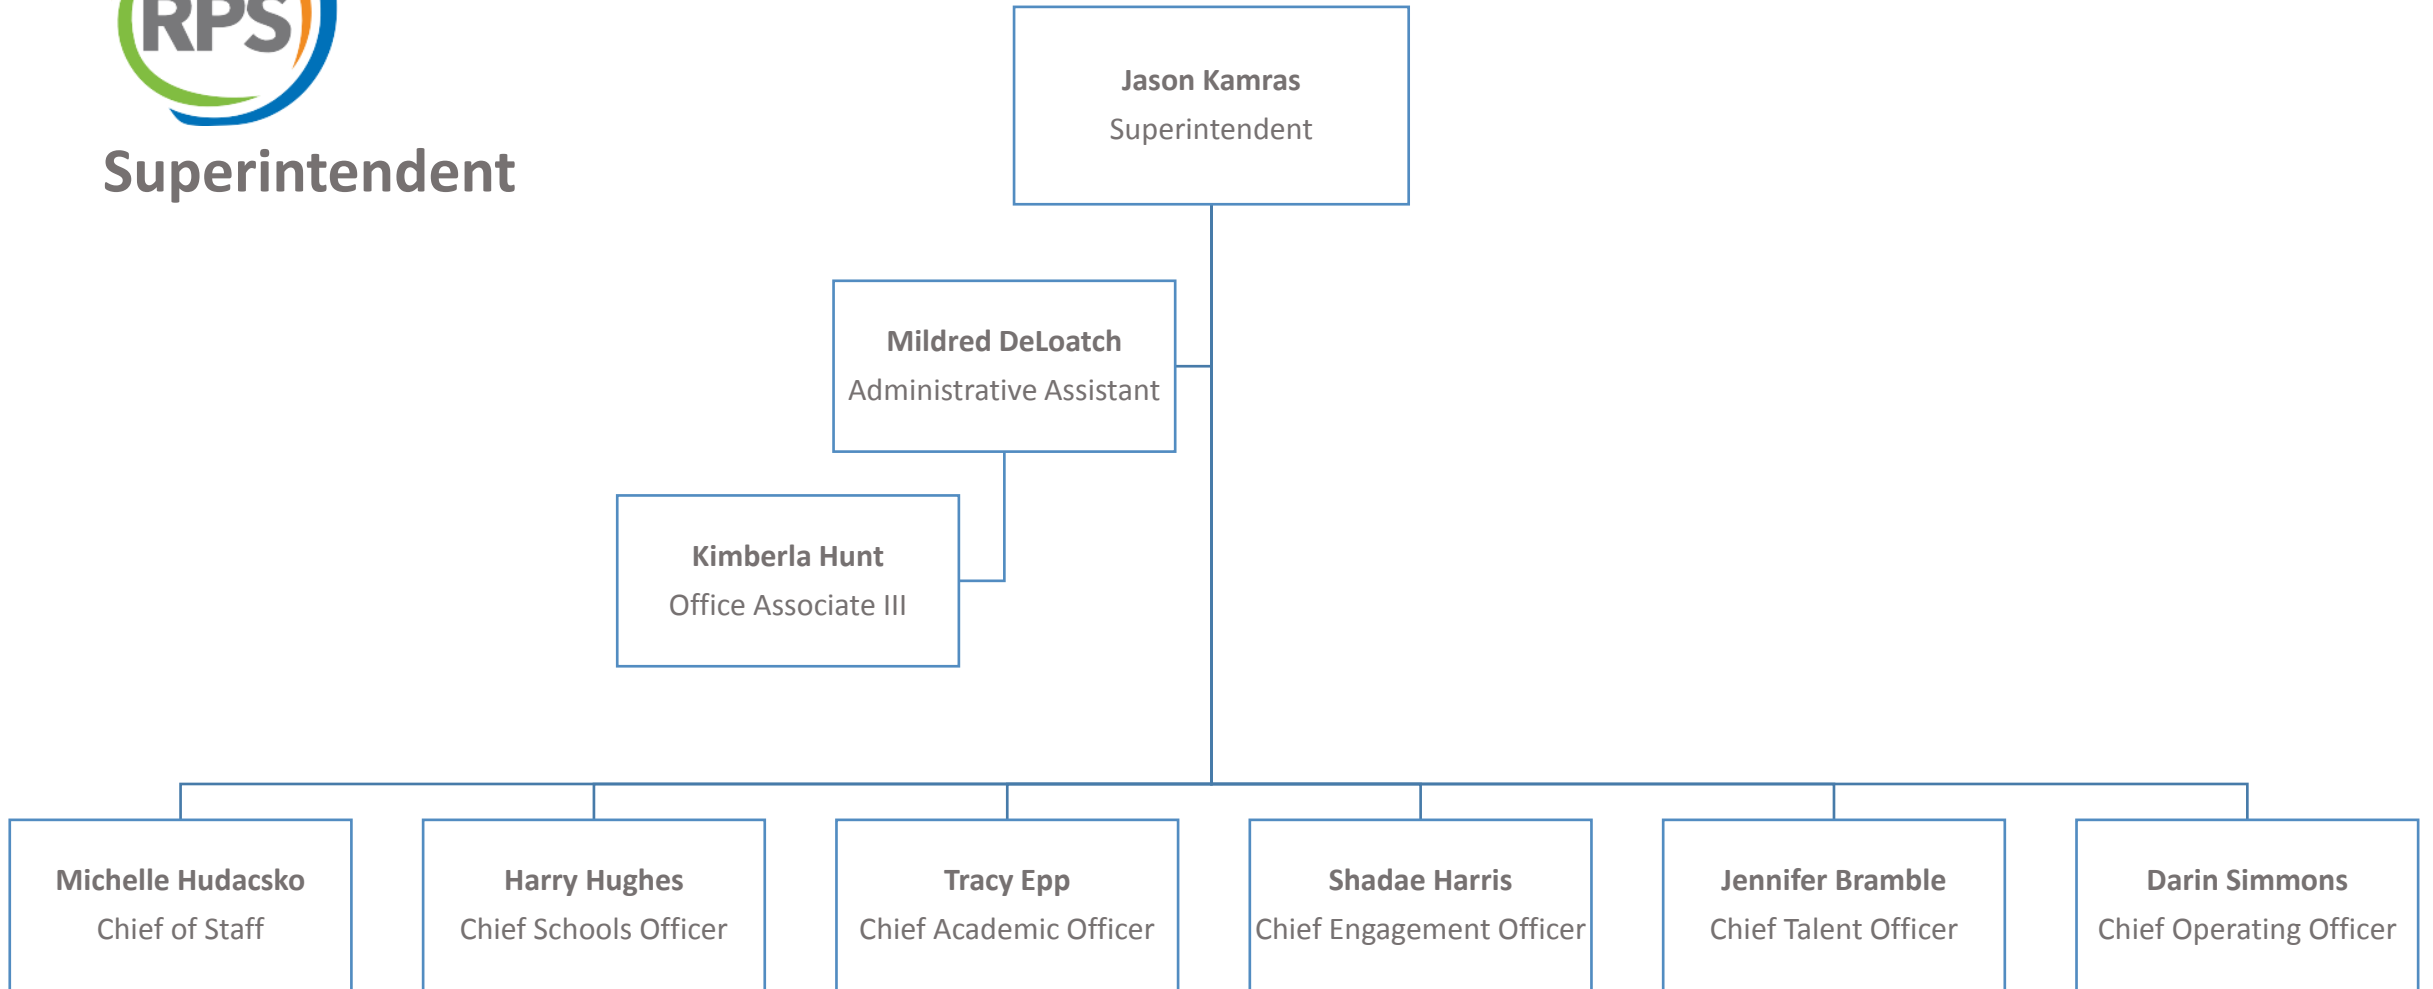 RPS
Superintendent
Jason Kamras
Superintendent
Mildred DeLoatch
Administrative Assistant
Kimberla Hunt
Office Associate III
Michelle Hudacsko
Chief of Staff
Harry Hughes
Chief Schools Officer
Tracy Epp
Chief Academic Officer
Shadae Harris
Chief Engagement Officer
Jennifer Bramble
Chief Talent Officer
Darin Simmons
Chief Operating Officer